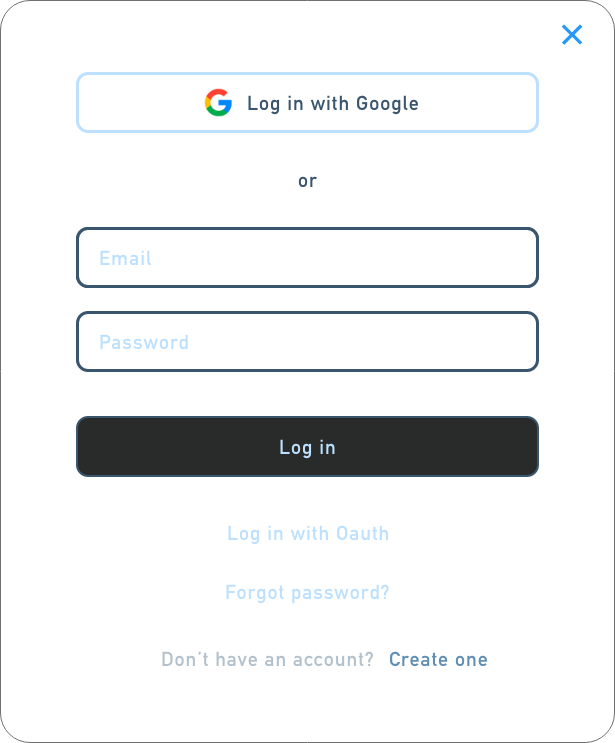 Log in with Google
or
Email
Password
Log in
Log in with Oauth
Forgot password?
Don't have an account? Create one